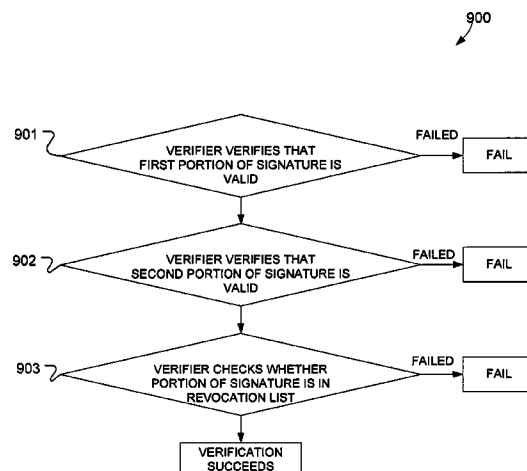 900
901
VERIFIER VERIFIES THAT
FIRST PORTION OF SIGNATURE IS
VALID
FAILED
FAIL
902
VERIFIER VERIFIES THAT
SECOND PORTION OF SIGNATURE IS
VALID
FAILED
FAIL
903
VERIFIER CHECKS WHETHER
PORTION OF SIGNATURE IS IN
REVOCATION LIST
FAILED
FAIL
VERIFICATION
SUCCEEDS